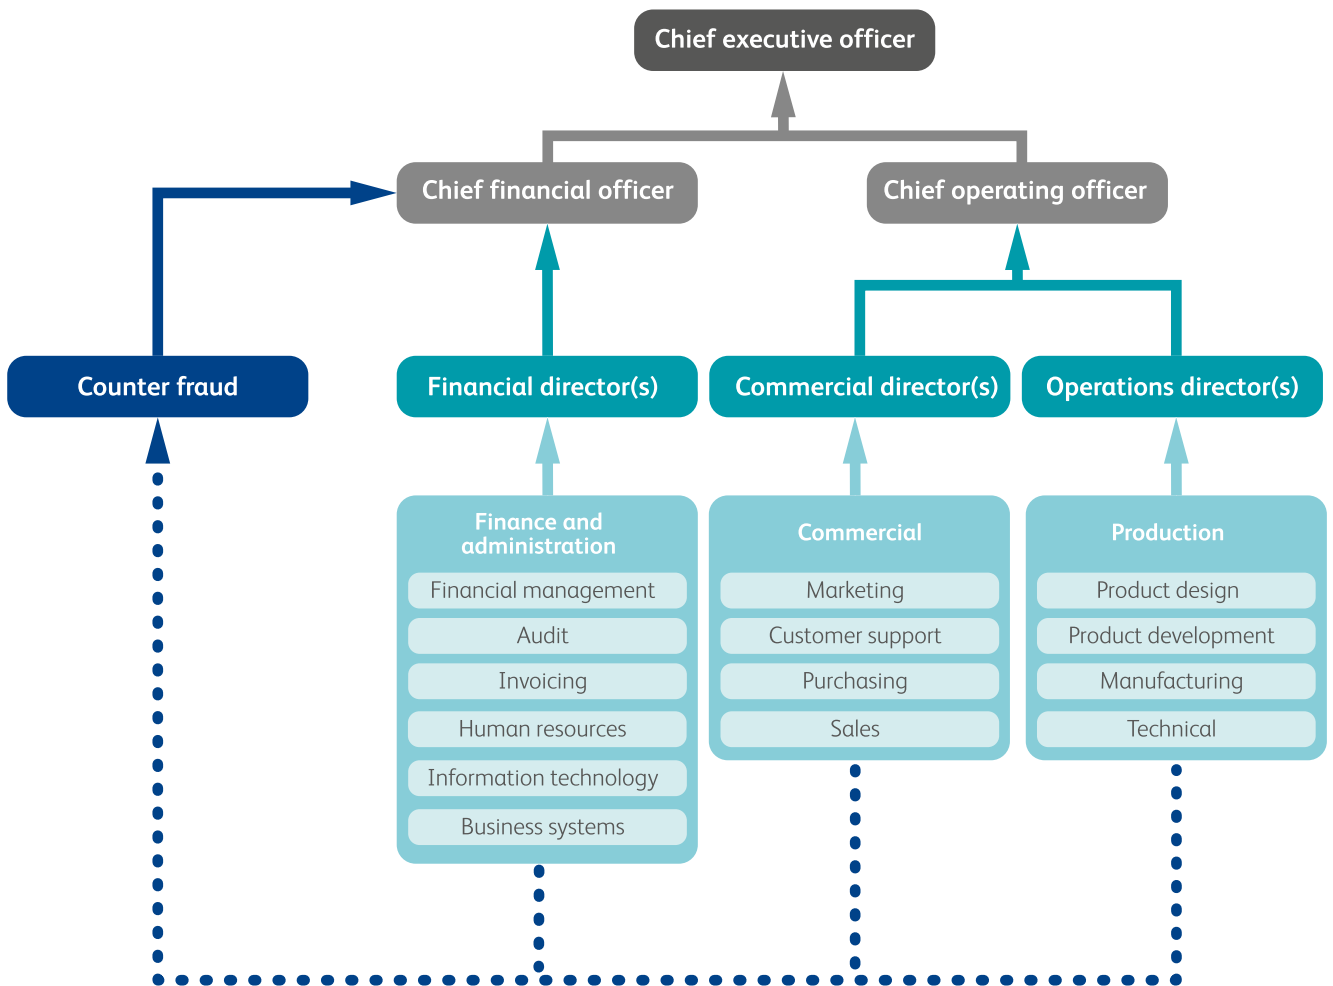 Chief executive officer
Chief financial officer
Chief operating officer
Counter fraud
Financial director(s)
Commercial director(s)
Operations director(s)
Finance and
administration
Financial management
Audit
Invoicing
Human resources
Information technology
Business systems
Commercial
Marketing
Customer support
Purchasing
Sales
Production
Product design
Product development
Manufacturing
Technical